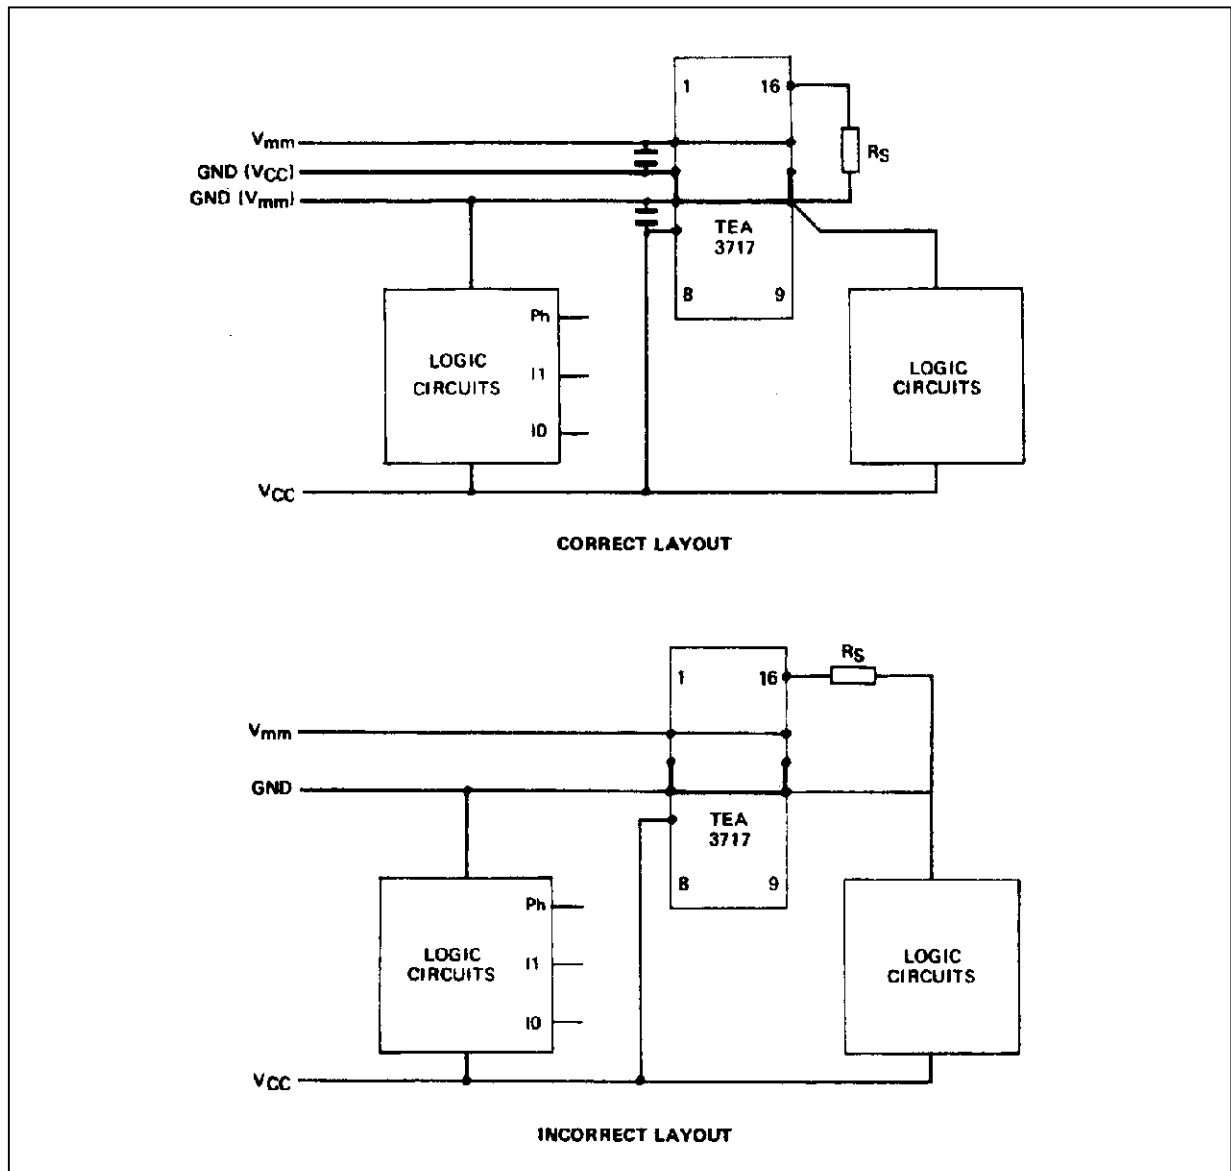 1 16
Vmm
RS
GND (VCC)
GND (Vmm)
TEA
3717
8 9
Ph
LOGIC
CIRCUITS
I1
I0
LOGIC
CIRCUITS
VCC
CORRECT LAYOUT
RS
1 16
Vmm
GND
TEA
3717
8 9
Ph
LOGIC
CIRCUITS
I1
I0
LOGIC
CIRCUITS
VCC
INCORRECT LAYOUT